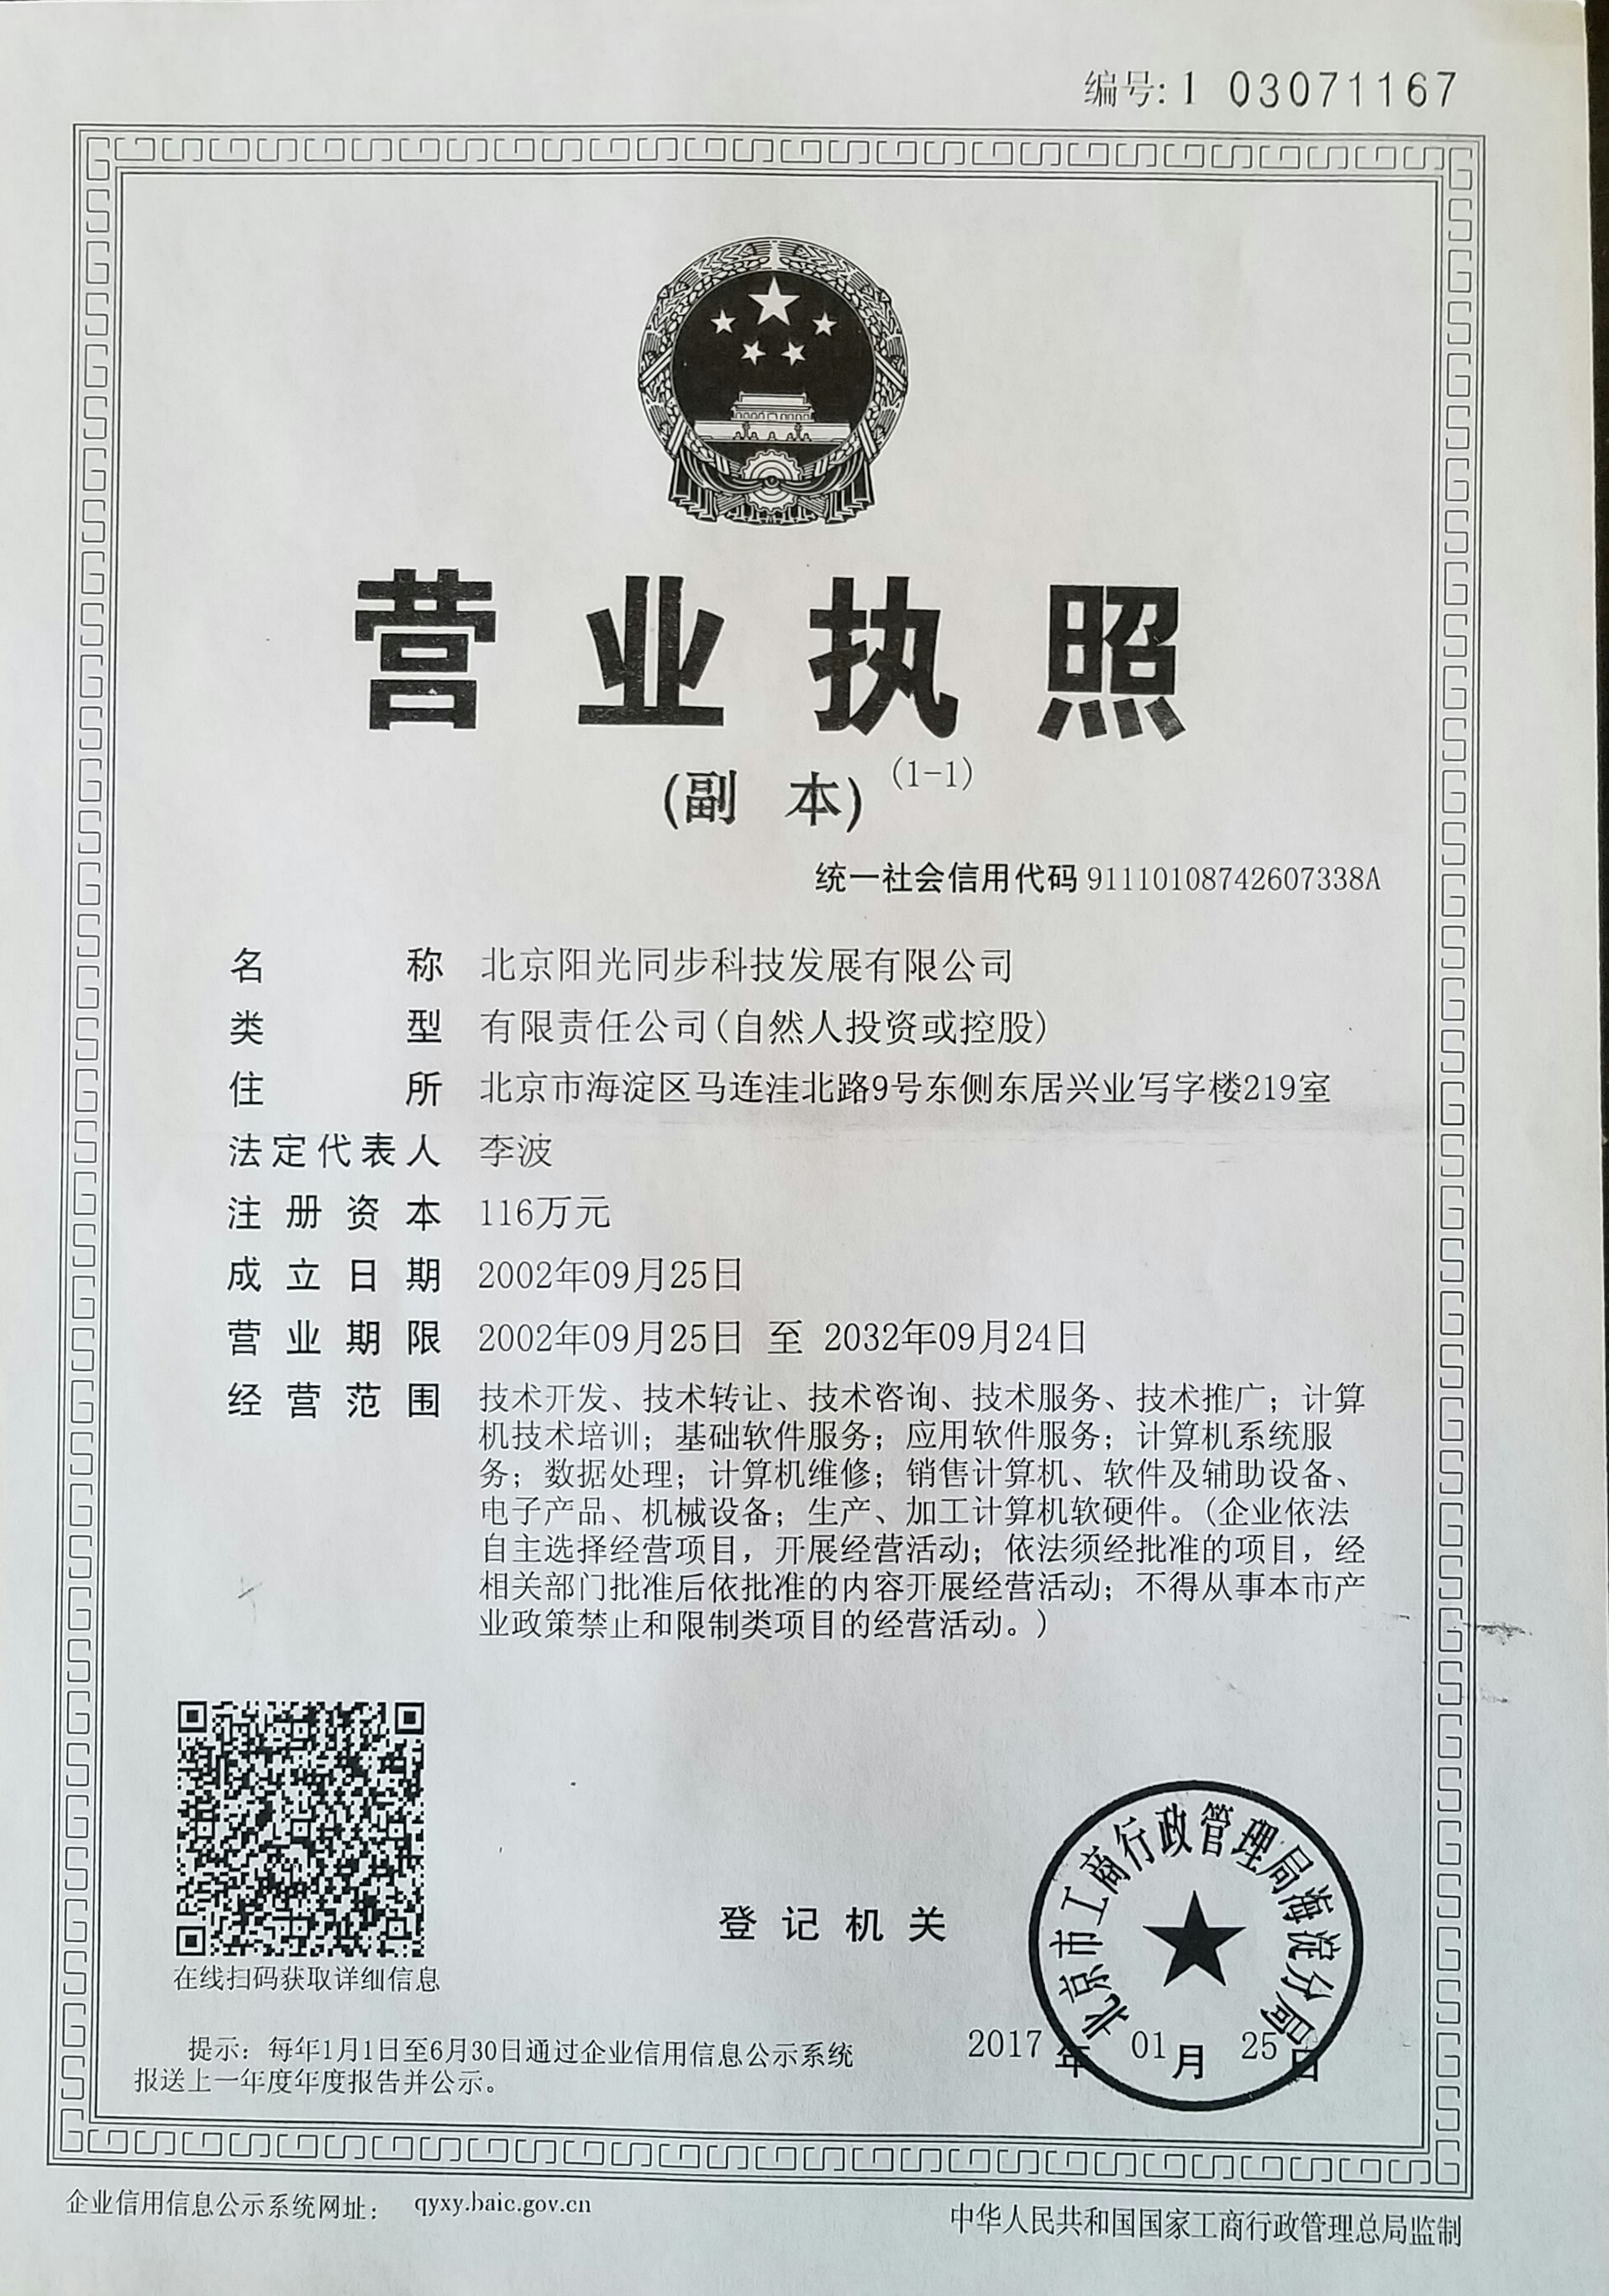 编号: 1 03071167
营业执照
(副 本) (1-1)
统一社会信用代码 91110108742607338A
名 称 北京阳光同步科技发展有限公司
类 型 有限责任公司(自然人投资或控股)
住 所 北京市海淀区马连洼北路9号东侧东居兴业写字楼219室
法定代表人 李波
注册资本 116万元
成立日期 2002年09月25日
营业期限 2002年09月25日 至 2032年09月24日
经营范围 技术开发、技术转让、技术咨询、技术服务、技术推广；计算
机技术培训；基础软件服务；应用软件服务；计算机系统服
务；数据处理；计算机维修；销售计算机、软件及辅助设备、
电子产品、机械设备；生产、加工计算机软硬件。(企业依法
自主选择经营项目，开展经营活动；依法须经批准的项目，经
相关部门批准后依批准的内容开展经营活动；不得从事本市产
业政策禁止和限制类项目的经营活动。)
在线扫码获取详细信息
登记机关
北京市工商行政管理局海淀分局
2017年 01月 25日
提示：每年1月1日至6月30日通过企业信用信息公示系统
报送上一年度年度报告并公示。
企业信用信息公示系统网址： qyxy.baic.gov.cn
中华人民共和国国家工商行政管理总局监制